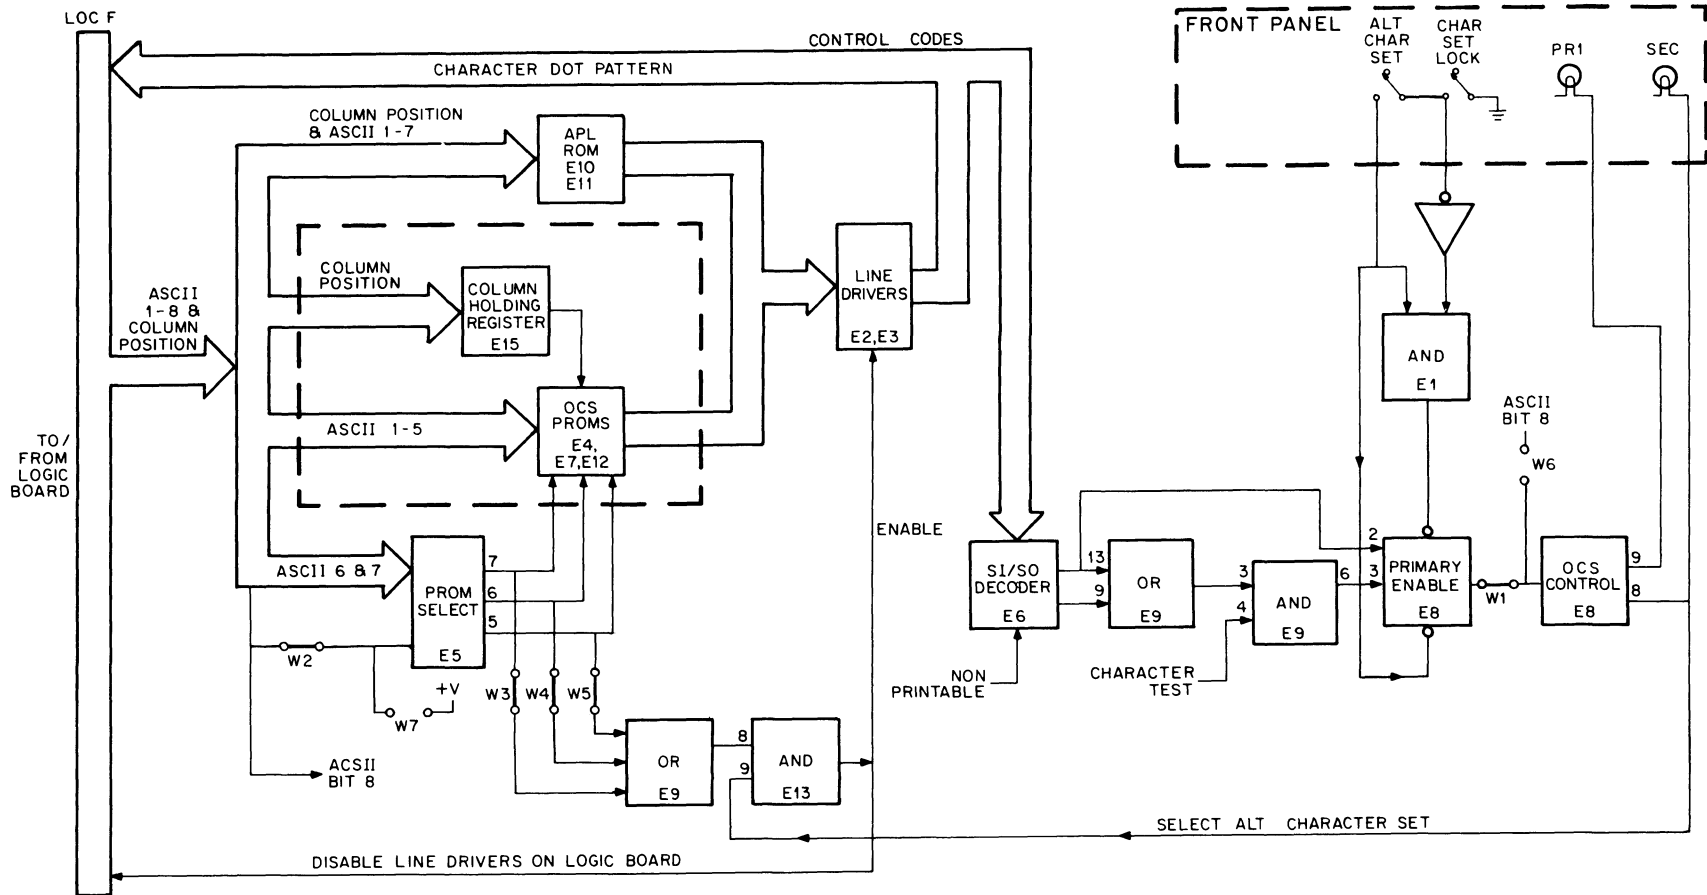 LOC F
CONTROL CODES
CHARACTER DOT PATTERN
FRONT PANEL
ALT
CHAR
SET
CHAR
SET
LOCK
PR1
SEC
COLUMN POSITION
& ASCII 1-7
APL
ROM
E10
E11
COLUMN
POSITION
COLUMN
HOLDING
REGISTER
E15
LINE
DRIVERS
E2,E3
ASCII
1-8 &
COLUMN
POSITION
AND
E1
ASCII 1-5
OCS
PROMS
E4,
E7,E12
ASCII
BIT 8
W6
TO/
FROM
LOGIC
BOARD
ENABLE
ASCII 6 & 7
PROM
SELECT
E5
7
6
5
SI/SO
DECODER
E6
13
9
OR
E9
3
4
AND
E9
6
2
3
PRIMARY
ENABLE
E8
W1
OCS
CONTROL
E8
9
8
W2
W7
+V
W3
W4
W5
NON
PRINTABLE
CHARACTER
TEST
ACSII
BIT 8
OR
E9
8
9
AND
E13
SELECT ALT CHARACTER SET
DISABLE LINE DRIVERS ON LOGIC BOARD